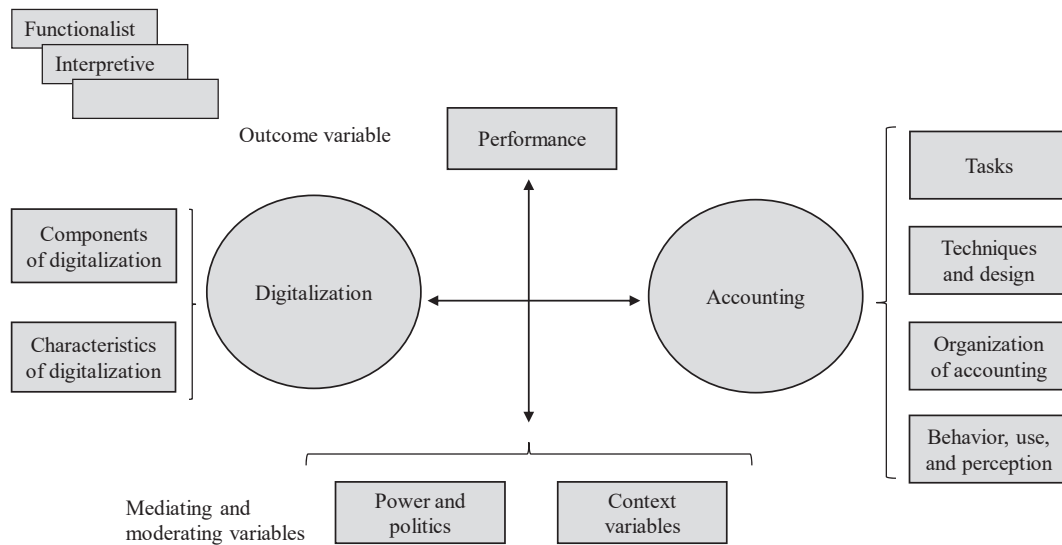 Functionalist
Interpretive
Outcome variable
Performance
Tasks
Components
of digitalization
Techniques
and design
Digitalization
Accounting
Characteristics
of digitalization
Organization
of accounting
Behavior, use,
and perception
Mediating and
moderating variables
Power and
politics
Context
variables